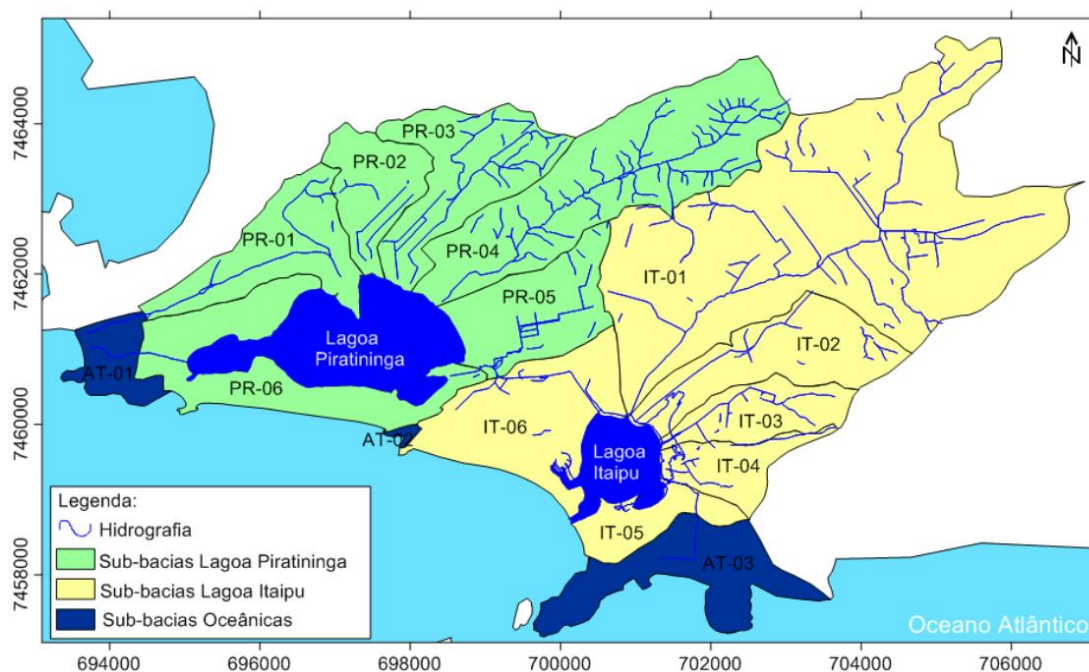 N
7464000
7462000
7460000
7458000
PR-03
PR-02
PR-01
PR-04
PR-05
IT-01
Lagoa
Piratininga
IT-02
AT-01
PR-06
AT-02
IT-06
IT-03
Lagoa
Itaipu
IT-04
IT-05
AT-03
Legenda:
Hidrografia
Sub-bacias Lagoa Piratininga
Sub-bacias Lagoa Itaipu
Sub-bacias Oceânicas
Oceano Atlântico
694000 696000 698000 700000 702000 704000 706000